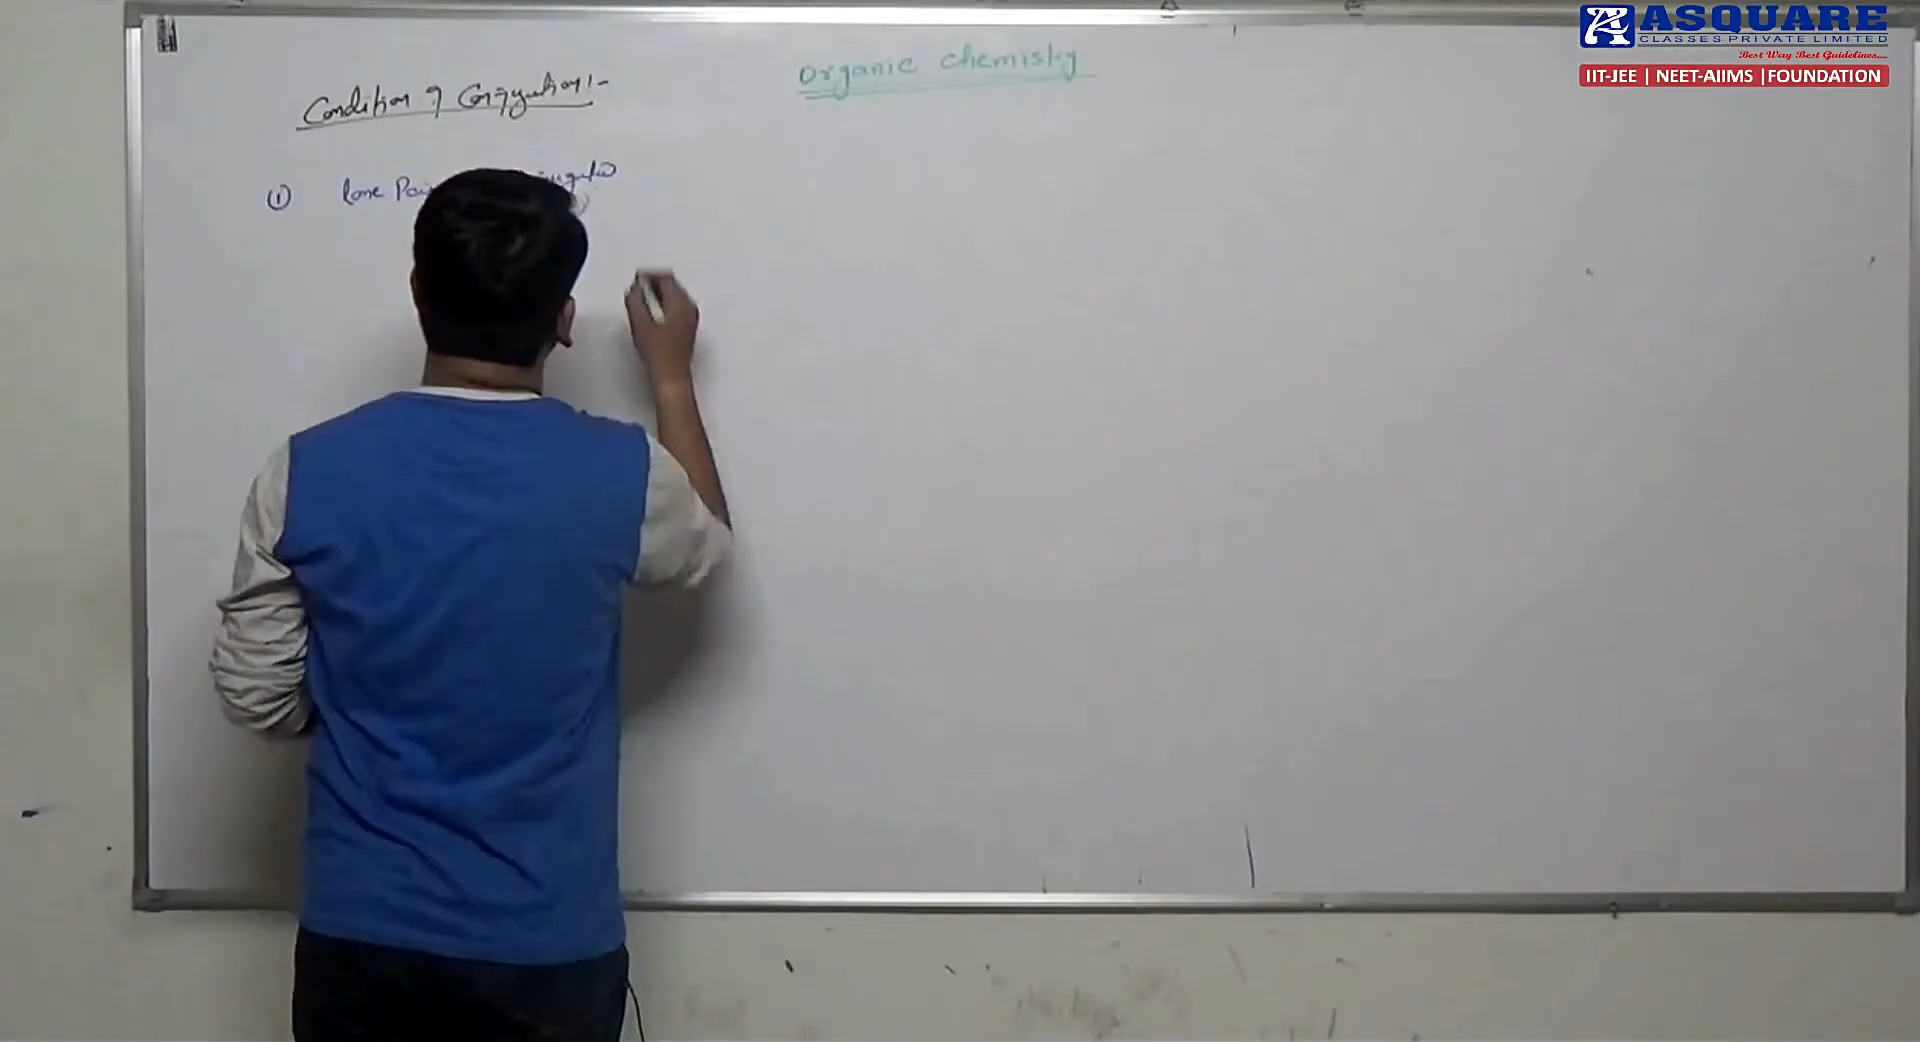 Organic Chemistry
Condition of Conjugation:-
① lone Pair
ASQUARE
CLASSES PRIVATE LIMITED
Best Way Best Guidelines....
IIT-JEE | NEET-AIIMS | FOUNDATION